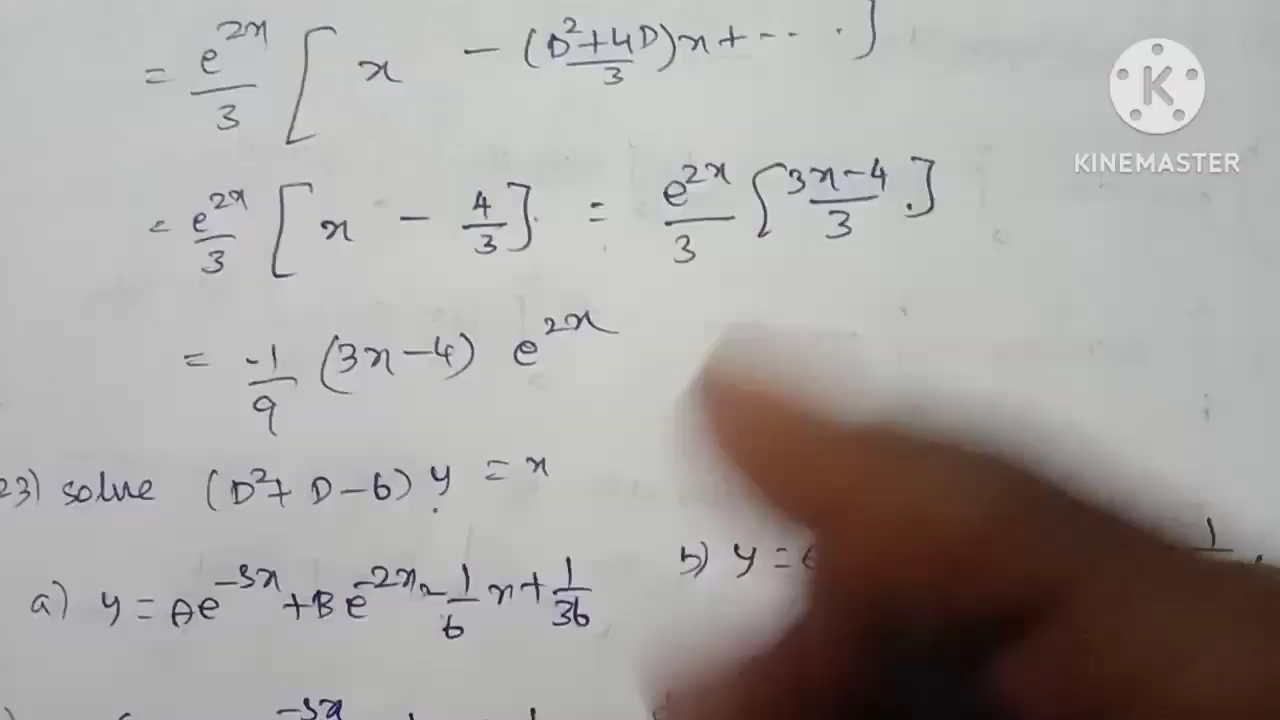 = e^2x/3 [ x - (D²+4D)/3 x + ... ]
K
KINEMASTER
= e^2x/3 [ x - 4/3 ] = e^2x/3 [ 3x-4/3 . ]
= -1/9 (3x-4) e^2x
23) solve (D²+ D-6) y = x
a) y = Ae^-3x + Be^-2x - 1/6 x + 1/36
b) y =
-3x